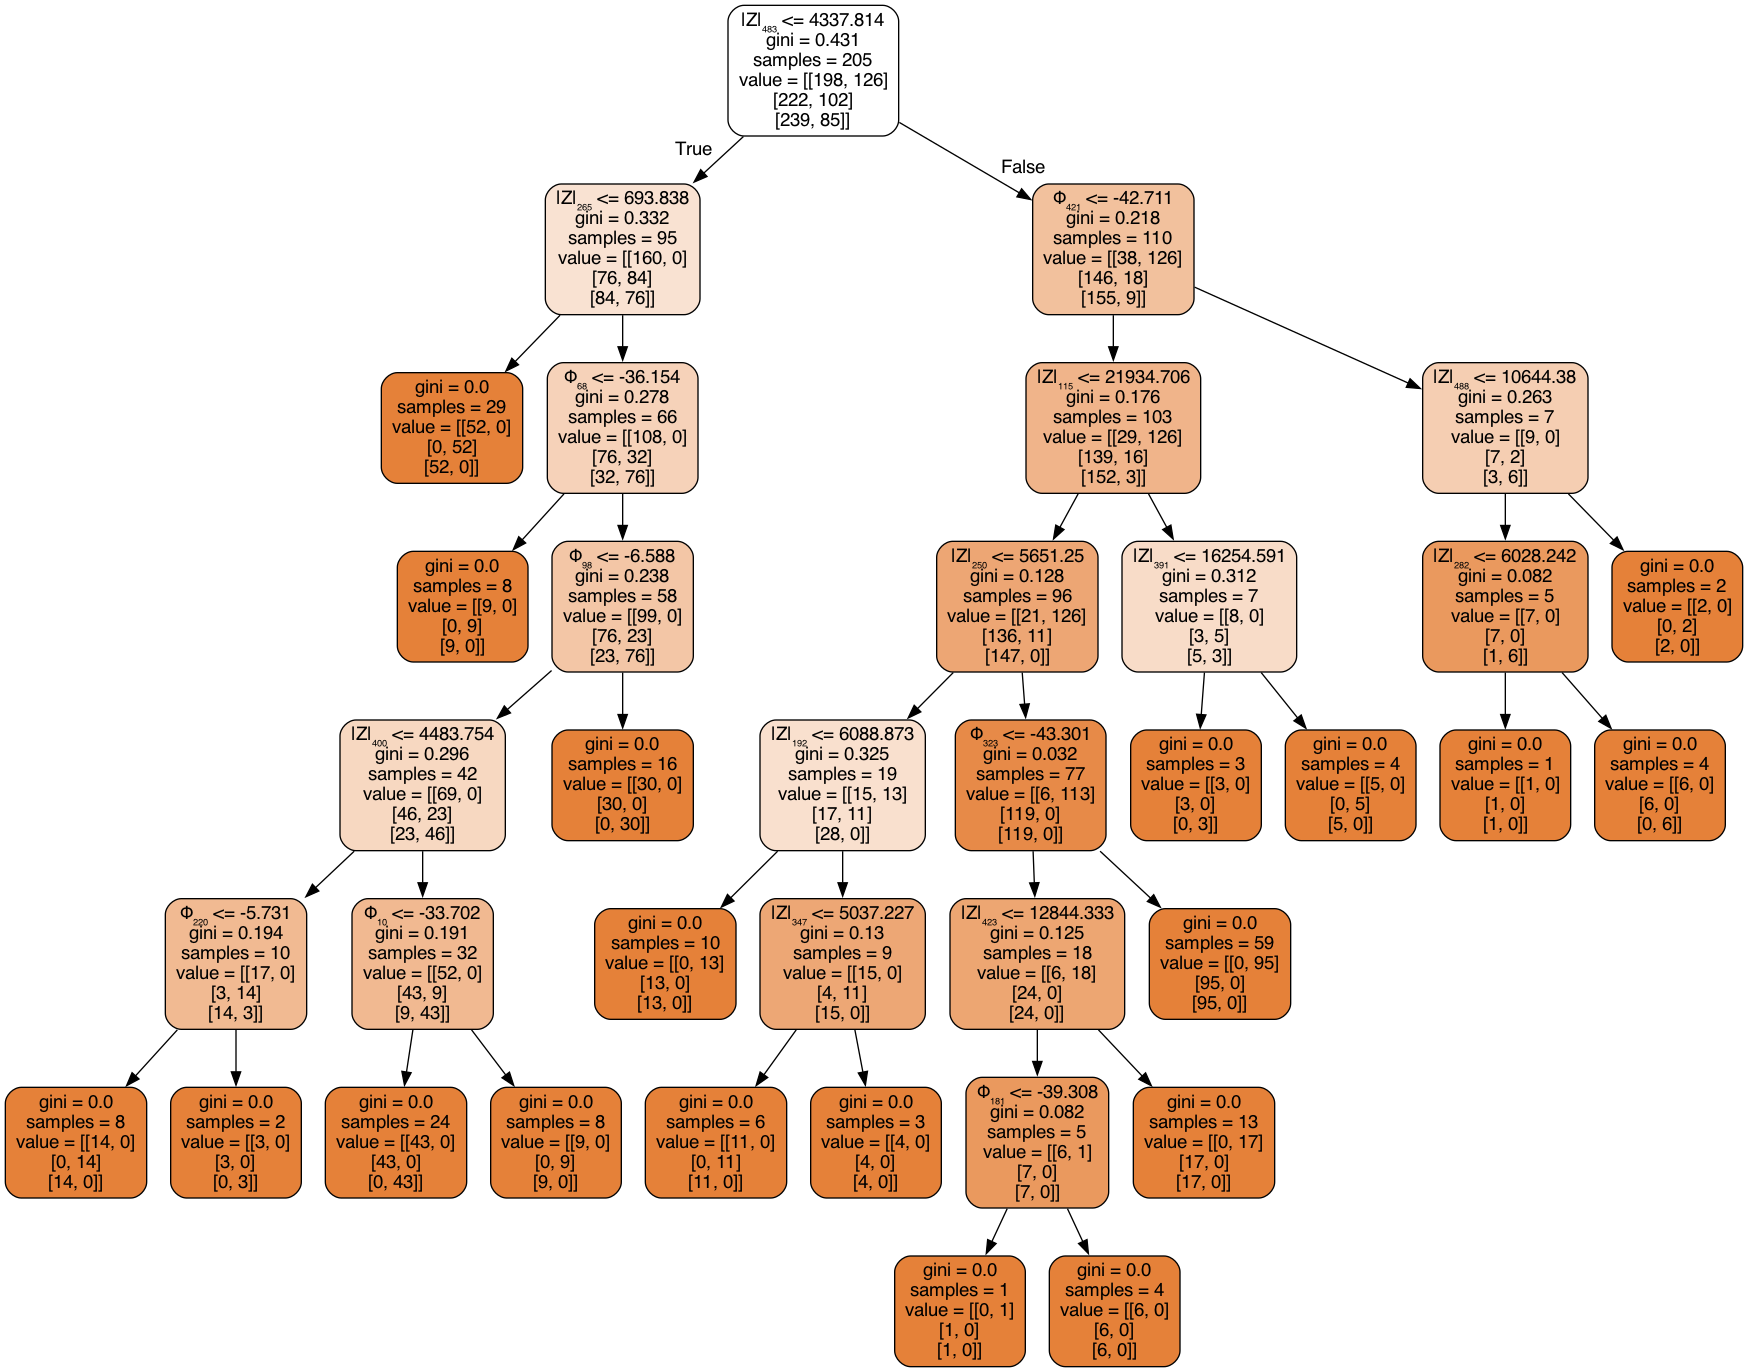 |Z|₄₈₃ <= 4337.814
gini = 0.431
samples = 205
value = [[198, 126]
[222, 102]
[239, 85]]
True
False
|Z|₂₆₅ <= 693.838
gini = 0.332
samples = 95
value = [[160, 0]
[76, 84]
[84, 76]]
Φ₄₂₁ <= -42.711
gini = 0.218
samples = 110
value = [[38, 126]
[146, 18]
[155, 9]]
gini = 0.0
samples = 29
value = [[52, 0]
[0, 52]
[52, 0]]
Φ₆₈ <= -36.154
gini = 0.278
samples = 66
value = [[108, 0]
[76, 32]
[32, 76]]
|Z|₁₁₅ <= 21934.706
gini = 0.176
samples = 103
value = [[29, 126]
[139, 16]
[152, 3]]
|Z|₄₈₈ <= 10644.38
gini = 0.263
samples = 7
value = [[9, 0]
[7, 2]
[3, 6]]
gini = 0.0
samples = 8
value = [[9, 0]
[0, 9]
[9, 0]]
Φ₉₈ <= -6.588
gini = 0.238
samples = 58
value = [[99, 0]
[76, 23]
[23, 76]]
|Z|₂₅₀ <= 5651.25
gini = 0.128
samples = 96
value = [[21, 126]
[136, 11]
[147, 0]]
|Z|₃₉₁ <= 16254.591
gini = 0.312
samples = 7
value = [[8, 0]
[3, 5]
[5, 3]]
|Z|₂₈₂ <= 6028.242
gini = 0.082
samples = 5
value = [[7, 0]
[7, 0]
[1, 6]]
gini = 0.0
samples = 2
value = [[2, 0]
[0, 2]
[2, 0]]
|Z|₄₀₀ <= 4483.754
gini = 0.296
samples = 42
value = [[69, 0]
[46, 23]
[23, 46]]
gini = 0.0
samples = 16
value = [[30, 0]
[30, 0]
[0, 30]]
|Z|₁₉₂ <= 6088.873
gini = 0.325
samples = 19
value = [[15, 13]
[17, 11]
[28, 0]]
Φ₃₂₃ <= -43.301
gini = 0.032
samples = 77
value = [[6, 113]
[119, 0]
[119, 0]]
gini = 0.0
samples = 3
value = [[3, 0]
[3, 0]
[0, 3]]
gini = 0.0
samples = 4
value = [[5, 0]
[0, 5]
[5, 0]]
gini = 0.0
samples = 1
value = [[1, 0]
[1, 0]
[1, 0]]
gini = 0.0
samples = 4
value = [[6, 0]
[6, 0]
[0, 6]]
Φ₂₂₀ <= -5.731
gini = 0.194
samples = 10
value = [[17, 0]
[3, 14]
[14, 3]]
Φ₁₀ <= -33.702
gini = 0.191
samples = 32
value = [[52, 0]
[43, 9]
[9, 43]]
gini = 0.0
samples = 10
value = [[0, 13]
[13, 0]
[13, 0]]
|Z|₃₄₇ <= 5037.227
gini = 0.13
samples = 9
value = [[15, 0]
[4, 11]
[15, 0]]
|Z|₄₂₃ <= 12844.333
gini = 0.125
samples = 18
value = [[6, 18]
[24, 0]
[24, 0]]
gini = 0.0
samples = 59
value = [[0, 95]
[95, 0]
[95, 0]]
gini = 0.0
samples = 8
value = [[14, 0]
[0, 14]
[14, 0]]
gini = 0.0
samples = 2
value = [[3, 0]
[3, 0]
[0, 3]]
gini = 0.0
samples = 24
value = [[43, 0]
[43, 0]
[0, 43]]
gini = 0.0
samples = 8
value = [[9, 0]
[0, 9]
[9, 0]]
gini = 0.0
samples = 6
value = [[11, 0]
[0, 11]
[11, 0]]
gini = 0.0
samples = 3
value = [[4, 0]
[4, 0]
[4, 0]]
Φ₁₈₁ <= -39.308
gini = 0.082
samples = 5
value = [[6, 1]
[7, 0]
[7, 0]]
gini = 0.0
samples = 13
value = [[0, 17]
[17, 0]
[17, 0]]
gini = 0.0
samples = 1
value = [[0, 1]
[1, 0]
[1, 0]]
gini = 0.0
samples = 4
value = [[6, 0]
[6, 0]
[6, 0]]